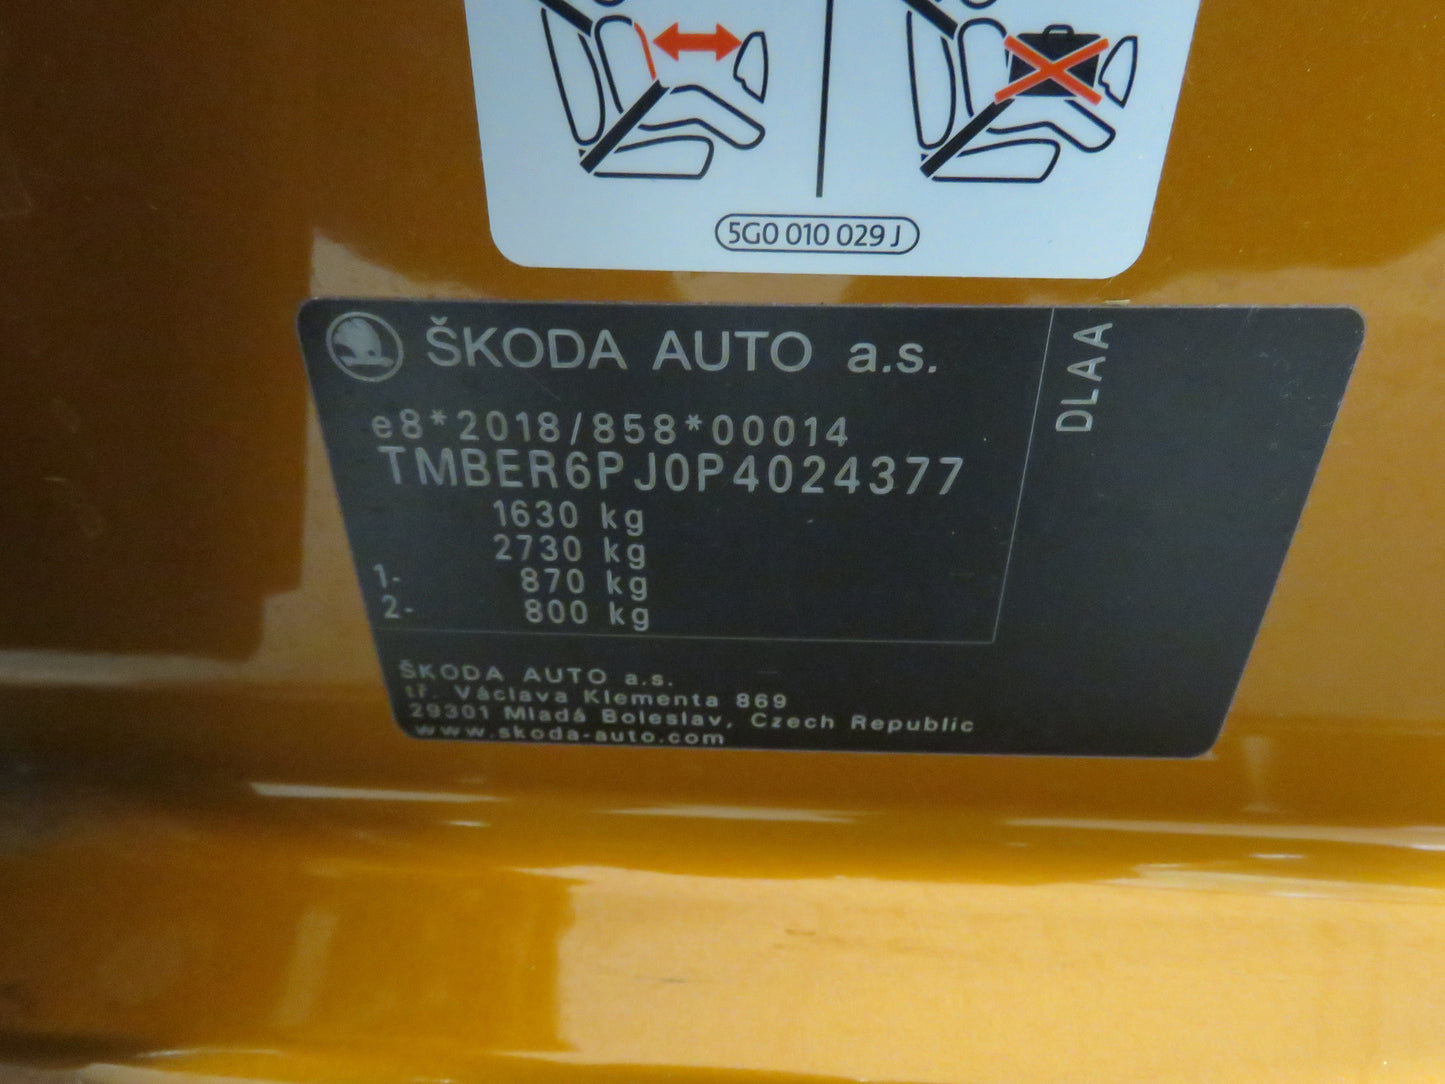 5G0 010 029 J
ŠKODA AUTO a.s.
DLAA
e8*2018/858*00014
TMBER6PJ0P4024377
1630 kg
2730 kg
1- 870 kg
2- 800 kg
ŠKODA AUTO a.s.
tř. Václava Klementa 869
29301 Mladá Boleslav, Czech Republic
www.skoda-auto.com